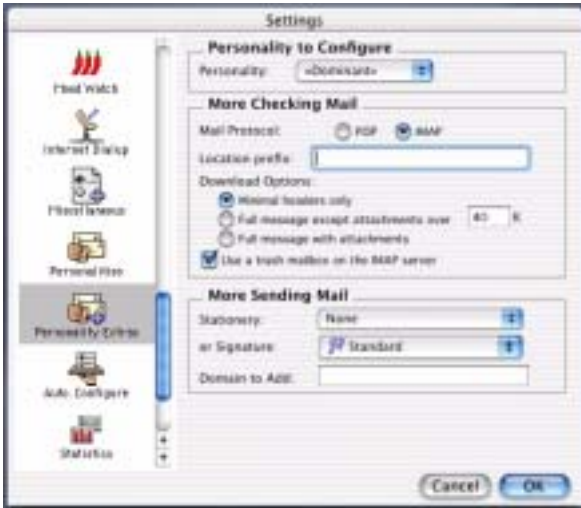 Settings
Mood Watch
Internet Dialup
Miscellaneous
Personalities
Personality Extras
Auto. Configure
Statistics
Personality to Configure
Personality: «Dominant»
More Checking Mail
Mail Protocol: POP IMAP
Location prefix:
Download Options:
Minimal headers only
Full message except attachments over 40 K
Full message with attachments
Use a trash mailbox on the IMAP server
More Sending Mail
Stationery: None
or Signature: Standard
Domain to Add:
Cancel OK